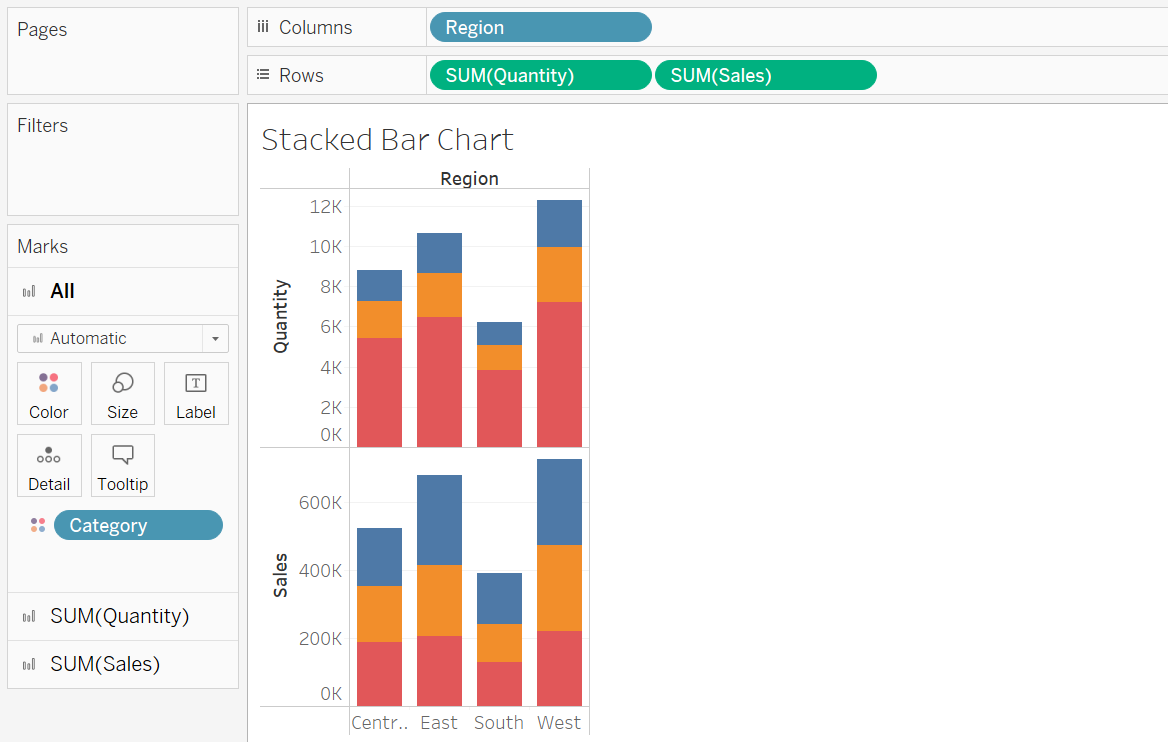 Pages
Columns
Region
Rows
SUM(Quantity)
SUM(Sales)
Filters
Marks
All
Automatic
Color
Size
T
Label
Detail
Tooltip
Category
SUM(Quantity)
SUM(Sales)
Stacked Bar Chart
Region
Quantity
12K
10K
8K
6K
4K
2K
0K
Sales
600K
400K
200K
0K
Centr.. East South West